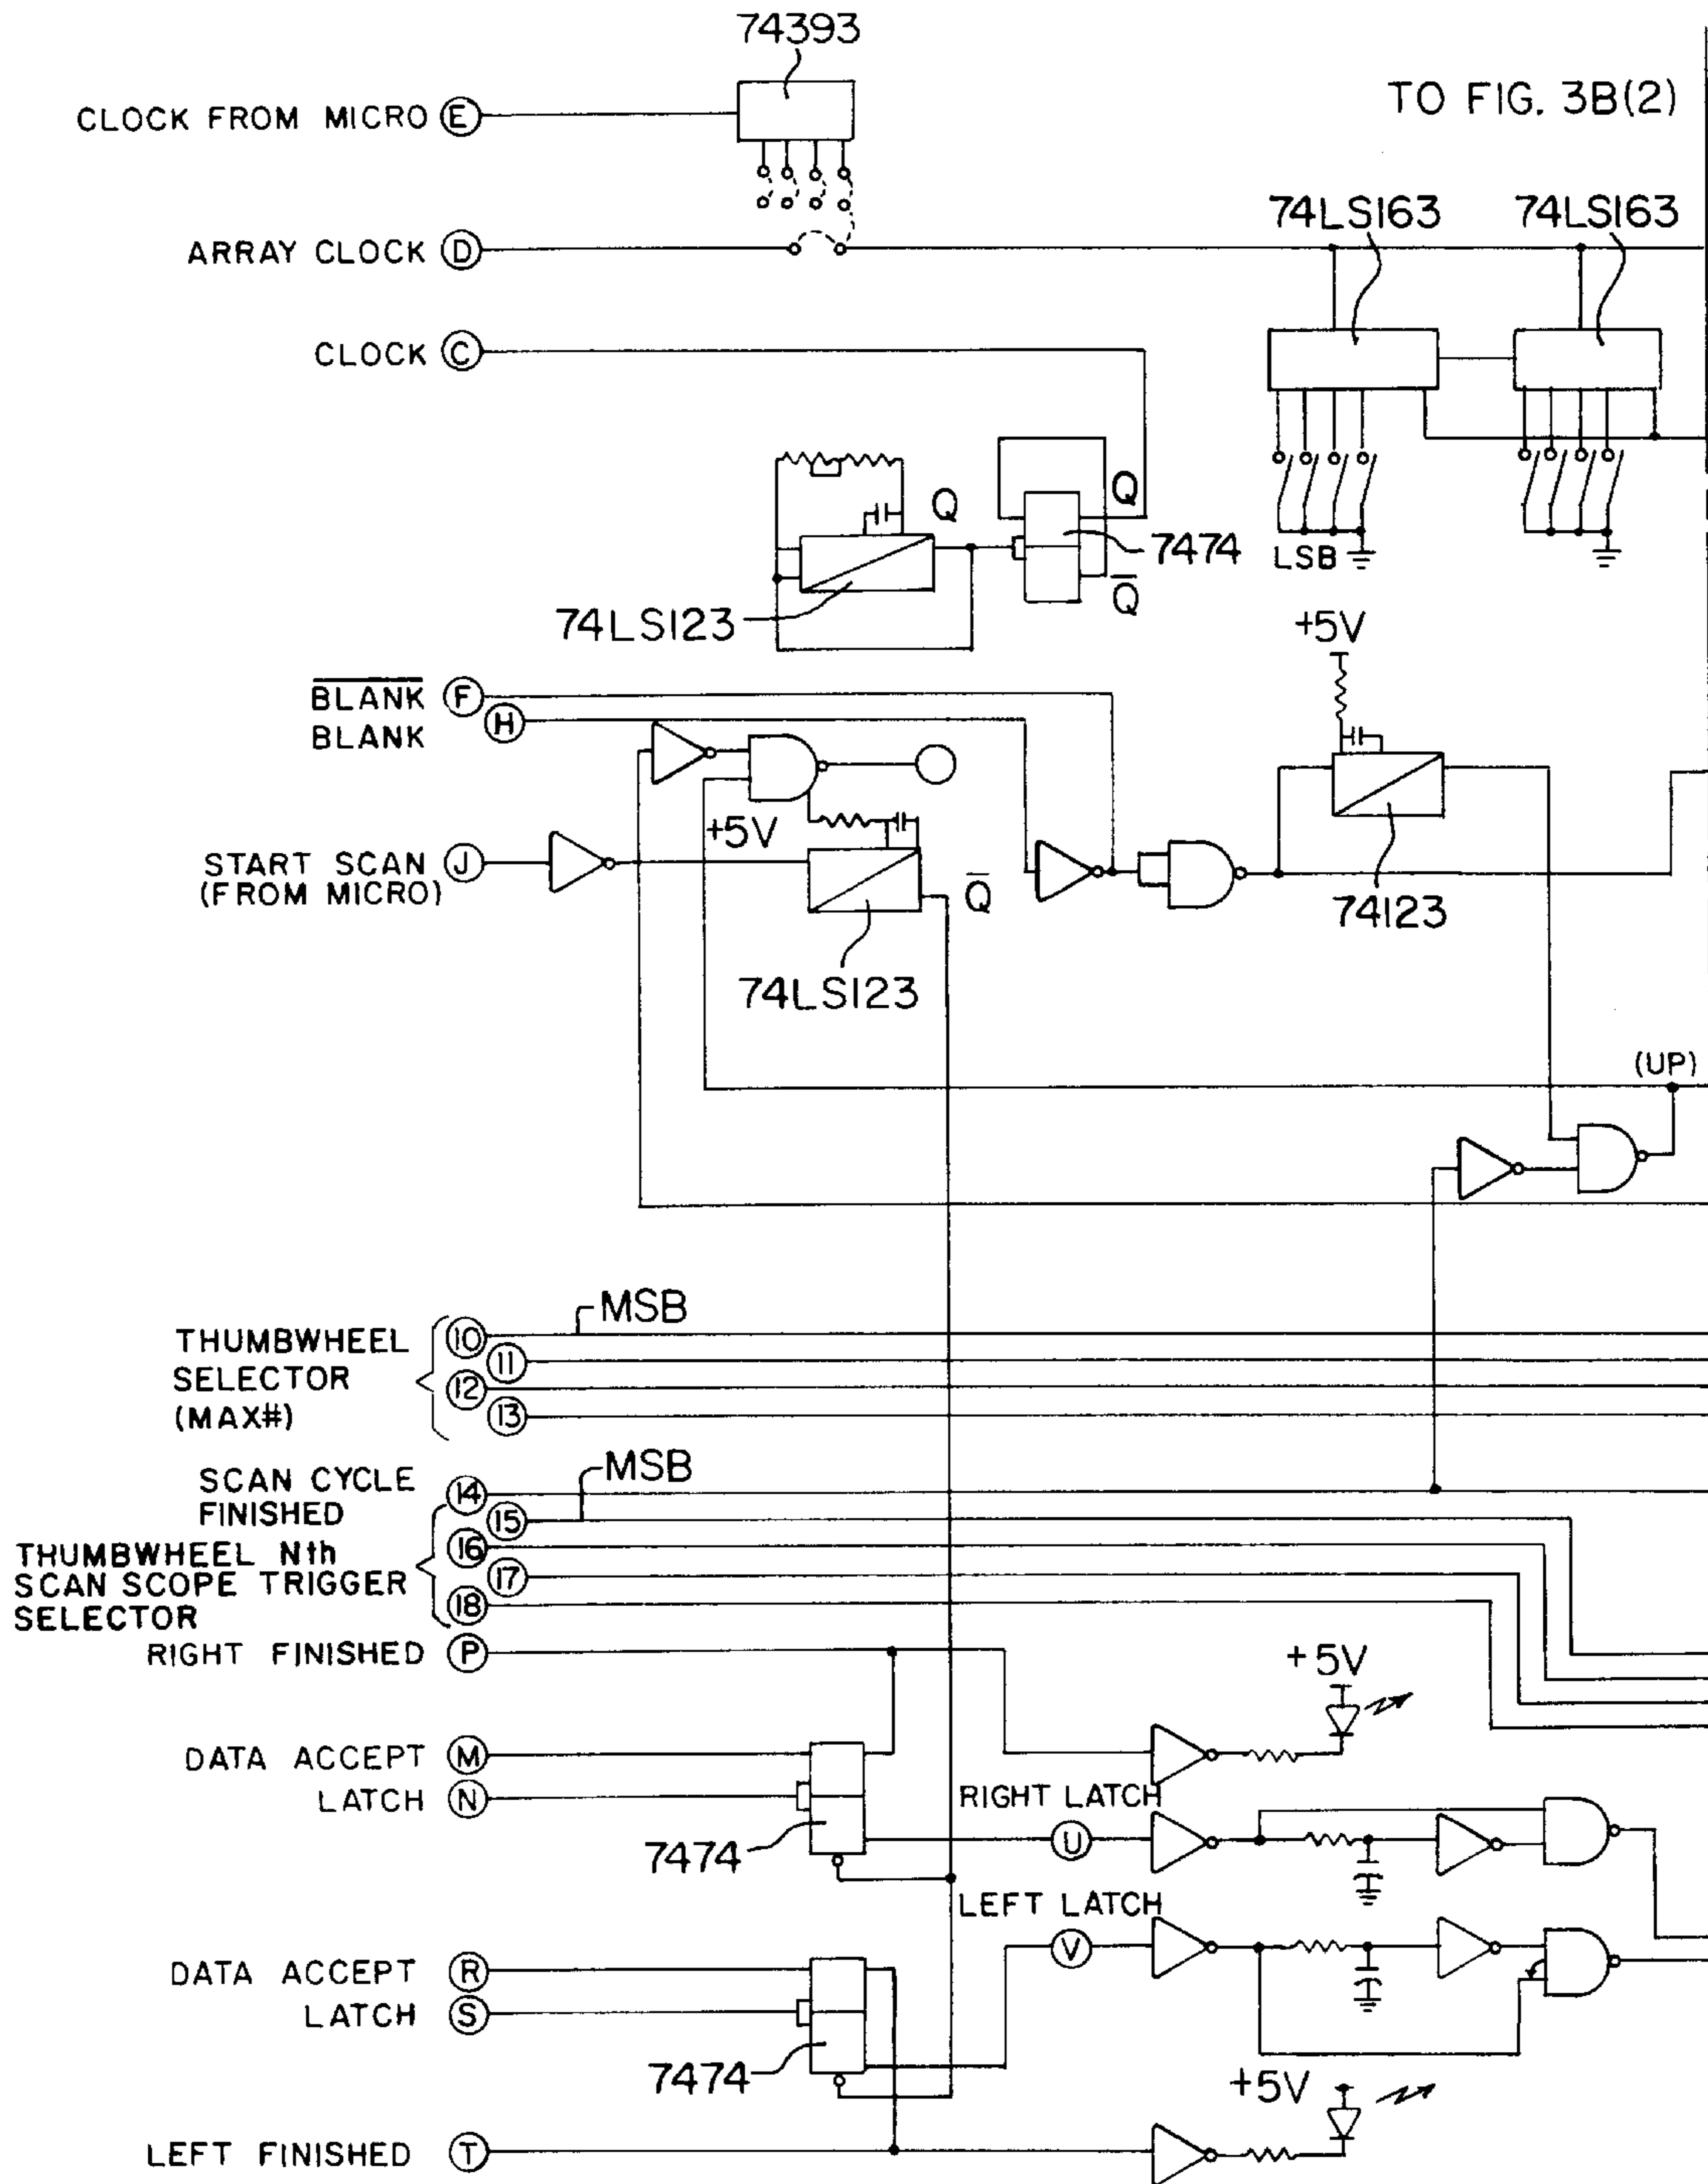 74393
TO FIG. 3B(2)
CLOCK FROM MICRO E
74LS163 74LS163
ARRAY CLOCK D
CLOCK C
Q Q
7474
LSB
Q̅
74LS123
+5V
B̅L̅A̅N̅K̅ F
BLANK H
+5V
START SCAN J
(FROM MICRO)
Q̅
74123
74LS123
(UP)
MSB
THUMBWHEEL
SELECTOR
(MAX#)
10
11
12
13
MSB
SCAN CYCLE
FINISHED
14
15
THUMBWHEEL Nth
SCAN SCOPE TRIGGER
SELECTOR
16
17
18
RIGHT FINISHED P
+5V
DATA ACCEPT M
LATCH N
RIGHT LATCH
U
7474
LEFT LATCH
V
DATA ACCEPT R
LATCH S
7474
+5V
LEFT FINISHED T